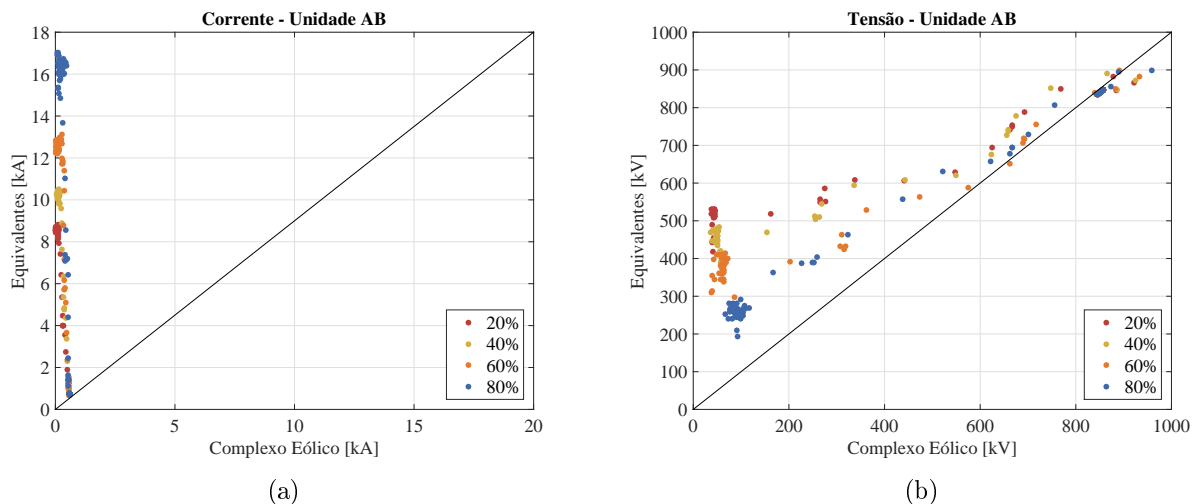 Corrente - Unidade AB
18
16
14
12
10
8
6
4
2
0
Equivalentes [kA]
0 5 10 15 20
Complexo Eólico [kA]
20%
40%
60%
80%
(a)
Tensão - Unidade AB
1000
900
800
700
600
500
400
300
200
100
0
Equivalentes [kV]
0 200 400 600 800 1000
Complexo Eólico [kV]
20%
40%
60%
80%
(b)